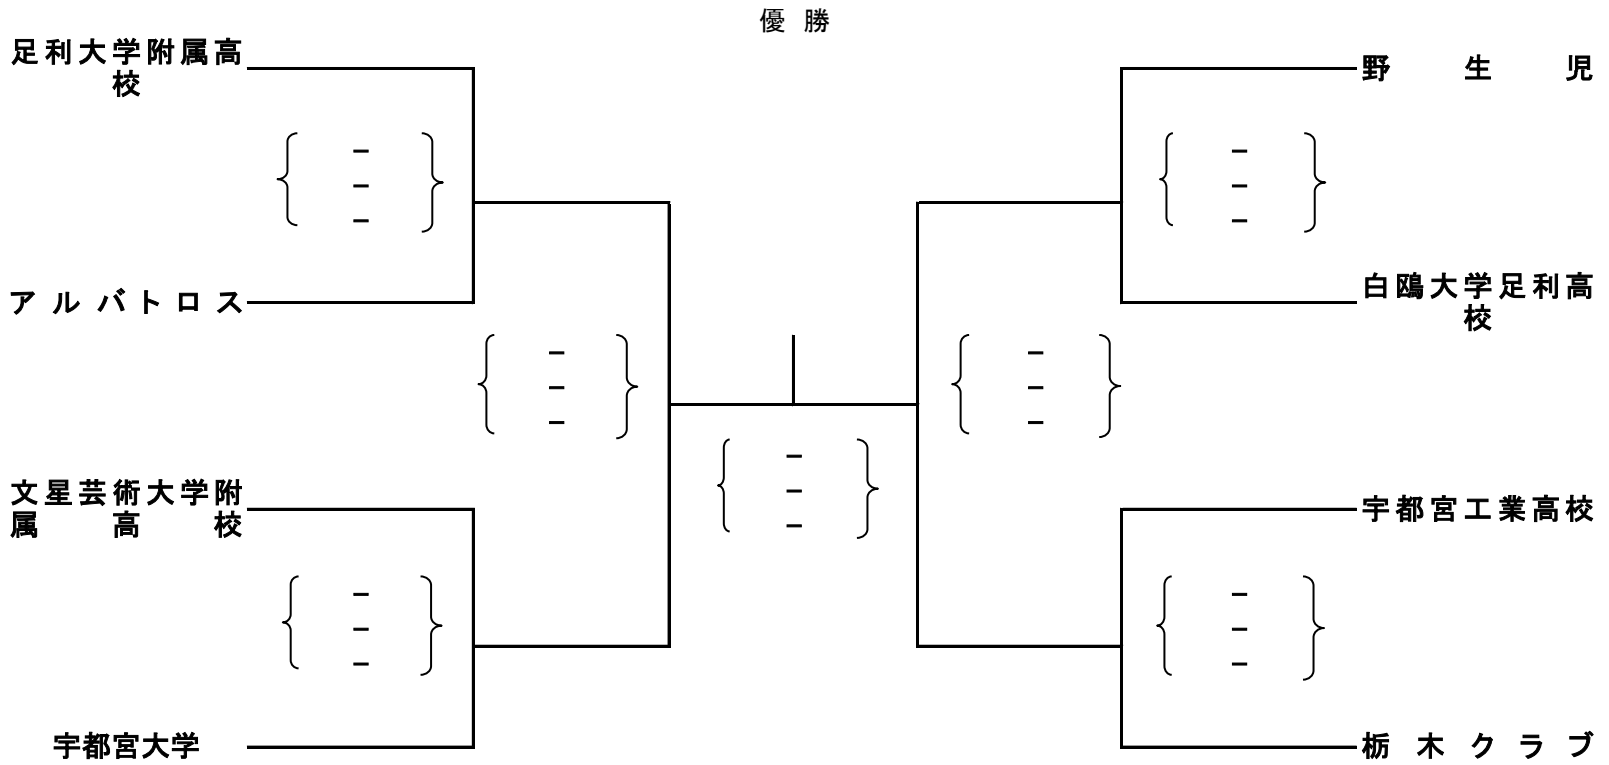 優勝
足利大学附属高
校
野生児
－
－
－
－
－
－
アルバトロス
白鴎大学足利高
校
－
－
－
－
－
－
－
－
－
文星芸術大学附
属高校
宇都宮工業高校
－
－
－
－
－
－
宇都宮大学
栃木クラブ